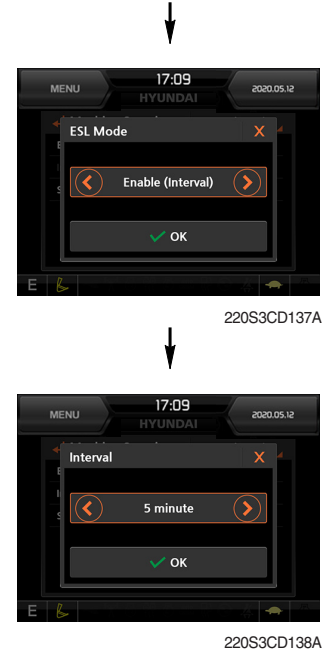 MENU 17:09 2020.05.12
HYUNDAI
ESL Mode X
E
Enable (Interval)
S
OK
E
220S3CD137A
MENU 17:09 2020.05.12
HYUNDAI
Interval X
E
I
5 minute
S
OK
E
220S3CD138A